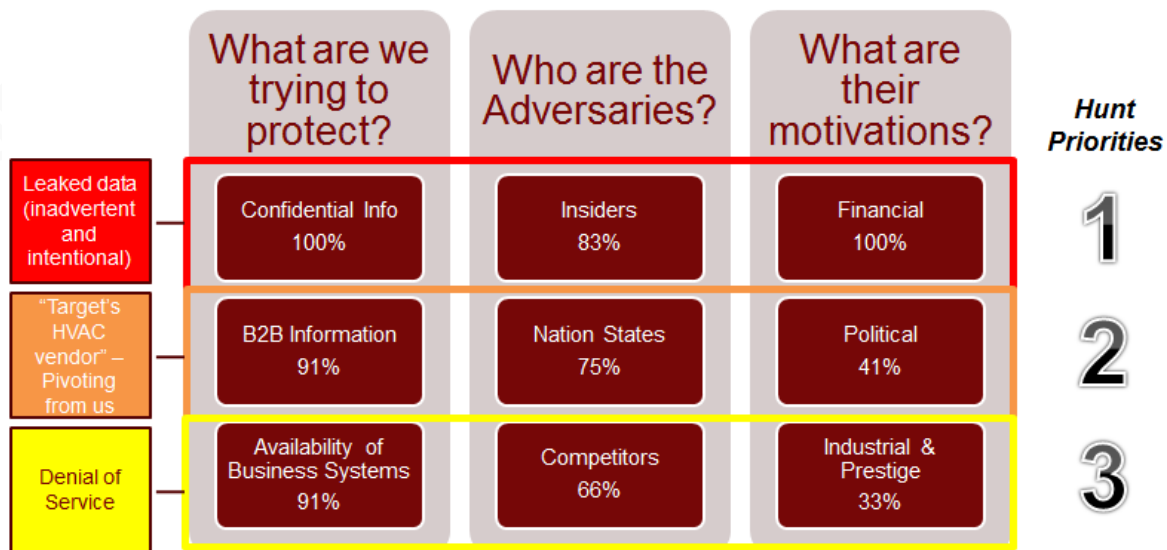 What are we
trying to
protect?
Who are the
Adversaries?
What are
their
motivations?
Hunt
Priorities
Leaked data
(inadvertent
and
intentional)
Confidential Info
100%
Insiders
83%
Financial
100%
1
"Target's
HVAC
vendor" –
Pivoting
from us
B2B Information
91%
Nation States
75%
Political
41%
2
Denial of
Service
Availability of
Business Systems
91%
Competitors
66%
Industrial &
Prestige
33%
3